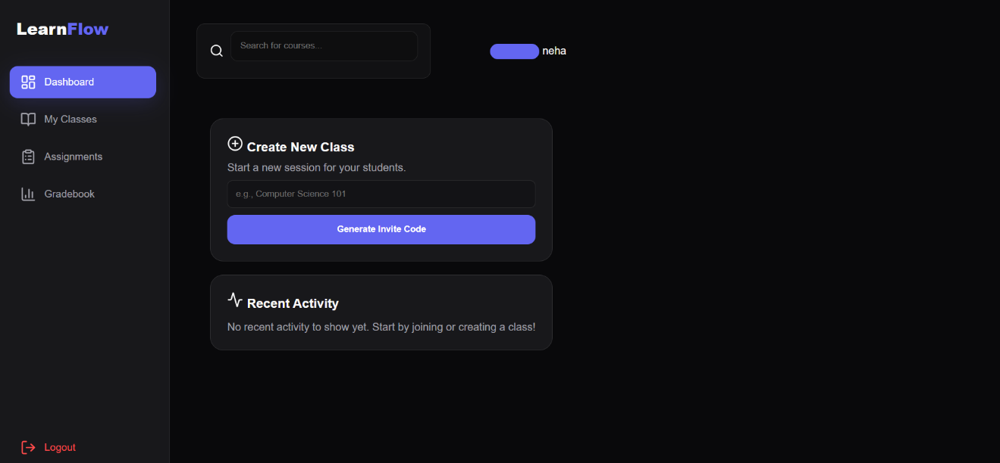 LearnFlow
Dashboard
My Classes
Assignments
Gradebook
Logout
Search for courses...
neha
Create New Class
Start a new session for your students.
e.g., Computer Science 101
Generate Invite Code
Recent Activity
No recent activity to show yet. Start by joining or creating a class!